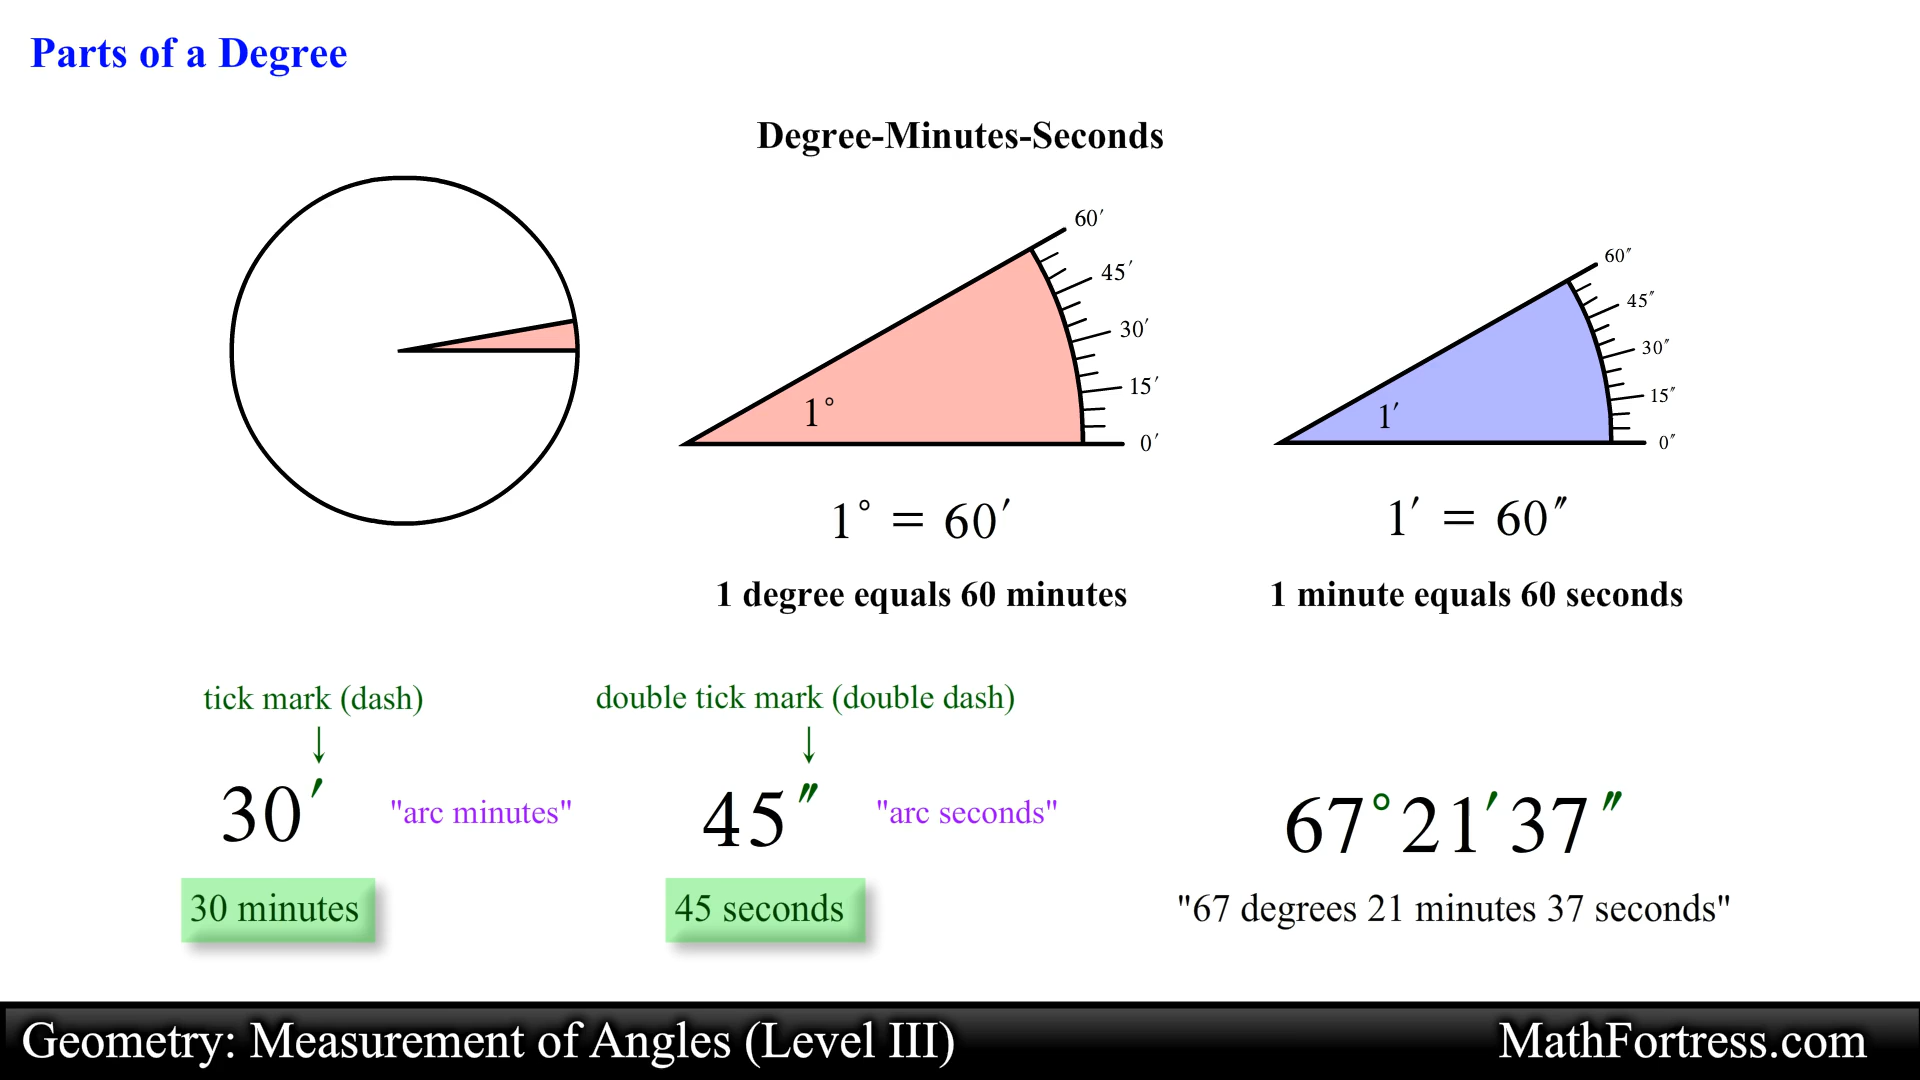 Parts of a Degree
Degree-Minutes-Seconds
60′
45′
30′
15′
0′
1°
60″
45″
30″
15″
0″
1′
1° = 60′
1′ = 60″
1 degree equals 60 minutes
1 minute equals 60 seconds
tick mark (dash)
double tick mark (double dash)
↓
↓
30′
"arc minutes"
45″
"arc seconds"
67°21′37″
30 minutes
45 seconds
"67 degrees 21 minutes 37 seconds"
Geometry: Measurement of Angles (Level III)
MathFortress.com